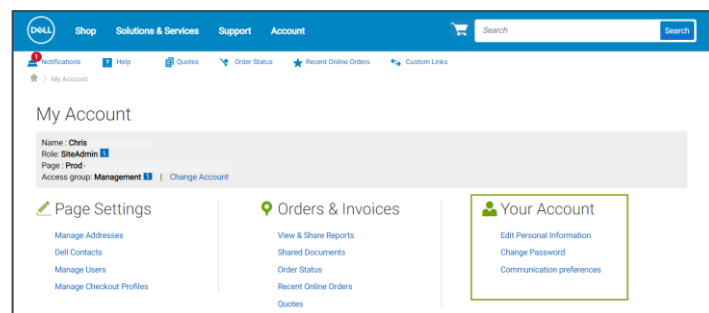 DELL Shop Solutions & Services Support Account Search Search
1
Notifications ? Help Quotes Order Status Recent Online Orders Custom Links
> My Account
My Account
Name : Chris
Role: SiteAdmin i
Page : Prod -
Access group: Management i | Change Account
Page Settings
Manage Addresses
Dell Contacts
Manage Users
Manage Checkout Profiles
Orders & Invoices
View & Share Reports
Shared Documents
Order Status
Recent Online Orders
Quotes
Your Account
Edit Personal Information
Change Password
Communication preferences